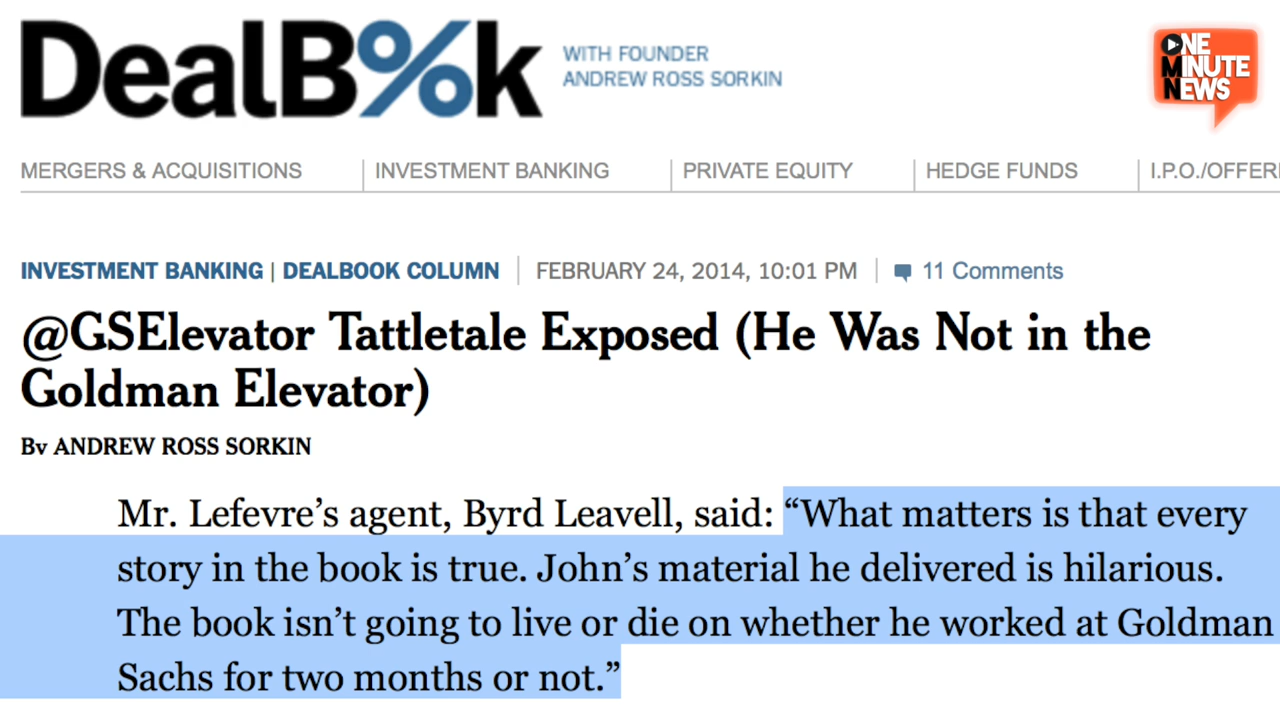 DealB%k
WITH FOUNDER
ANDREW ROSS SORKIN
ONE
MINUTE
NEWS
MERGERS & ACQUISITIONS
INVESTMENT BANKING
PRIVATE EQUITY
HEDGE FUNDS
I.P.O./OFFERI
INVESTMENT BANKING | DEALBOOK COLUMN
FEBRUARY 24, 2014, 10:01 PM
11 Comments
@GSElevator Tattletale Exposed (He Was Not in the
Goldman Elevator)
By ANDREW ROSS SORKIN
Mr. Lefevre’s agent, Byrd Leavell, said: “What matters is that every
story in the book is true. John’s material he delivered is hilarious.
The book isn’t going to live or die on whether he worked at Goldman
Sachs for two months or not.”